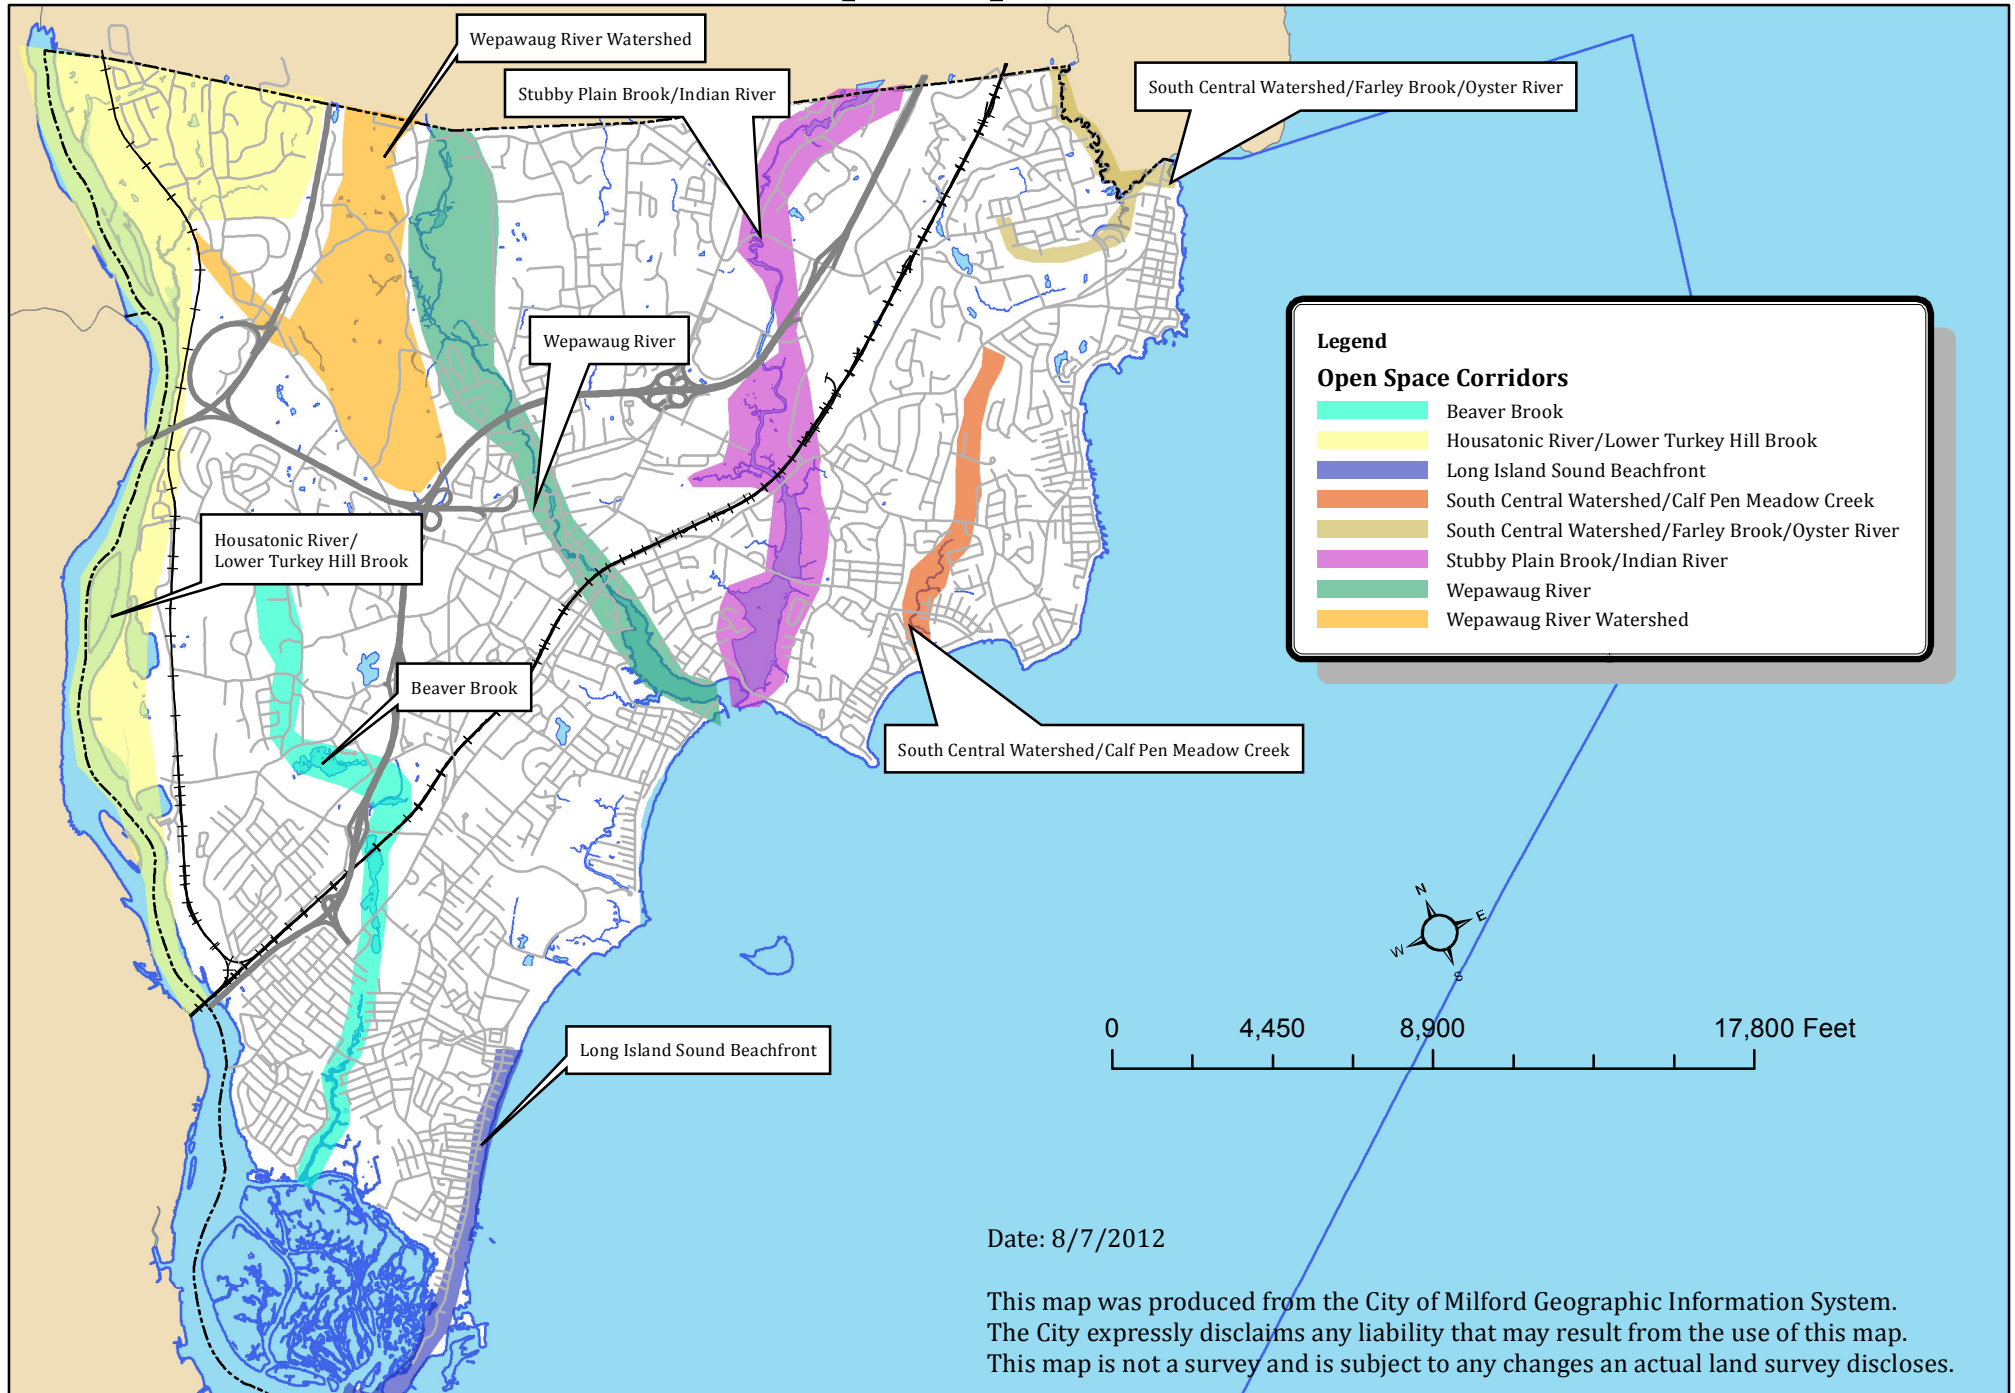 Wepawaug River Watershed
Stubby Plain Brook/Indian River
South Central Watershed/Farley Brook/Oyster River
Wepawaug River
Legend
Open Space Corridors
Beaver Brook
Housatonic River/Lower Turkey Hill Brook
Long Island Sound Beachfront
South Central Watershed/Calf Pen Meadow Creek
South Central Watershed/Farley Brook/Oyster River
Stubby Plain Brook/Indian River
Wepawaug River
Wepawaug River Watershed
Housatonic River/
Lower Turkey Hill Brook
Beaver Brook
South Central Watershed/Calf Pen Meadow Creek
N
E
W
S
0 4,450 8,900 17,800 Feet
Long Island Sound Beachfront
Date: 8/7/2012
This map was produced from the City of Milford Geographic Information System.
The City expressly disclaims any liability that may result from the use of this map.
This map is not a survey and is subject to any changes an actual land survey discloses.